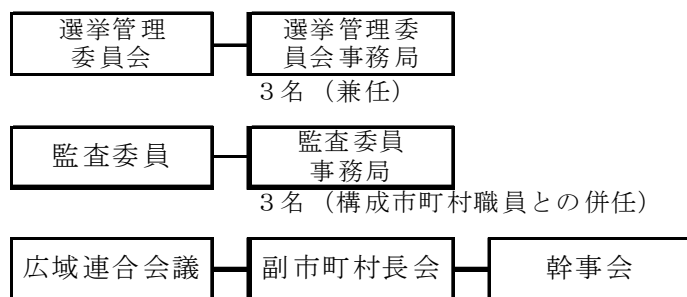 選挙管理
委員会
選挙管理委
員会事務局
3名（兼任）
監査委員
監査委員
事務局
3名（構成市町村職員との併任）
広域連合会議
副市町村長会
幹事会